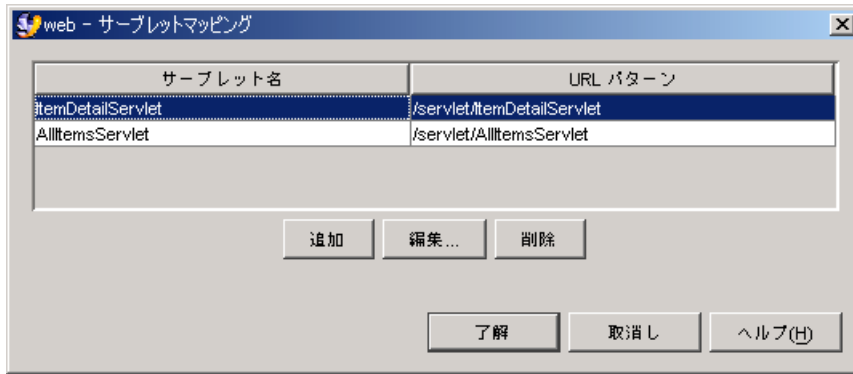 web - サーブレットマッピング
サーブレット名 URL パターン
ItemDetailServlet /servlet/ItemDetailServlet
AllItemsServlet /servlet/AllItemsServlet
追加 編集... 削除
了解 取消し ヘルプ(H)